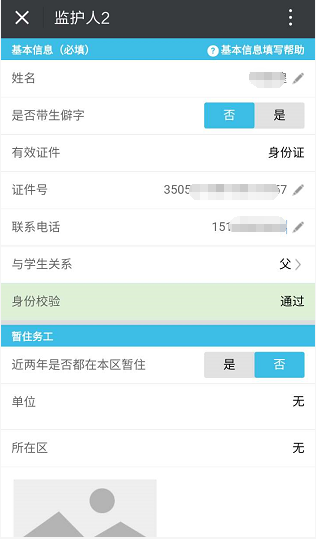 监护人2
基本信息（必填） ?基本信息填写帮助
姓名
是否带生僻字 否 是
有效证件 身份证
证件号 3505 67
联系电话 151
与学生关系 父
身份校验 通过
暂住务工
近两年是否都在本区暂住 是 否
单位 无
所在区 无